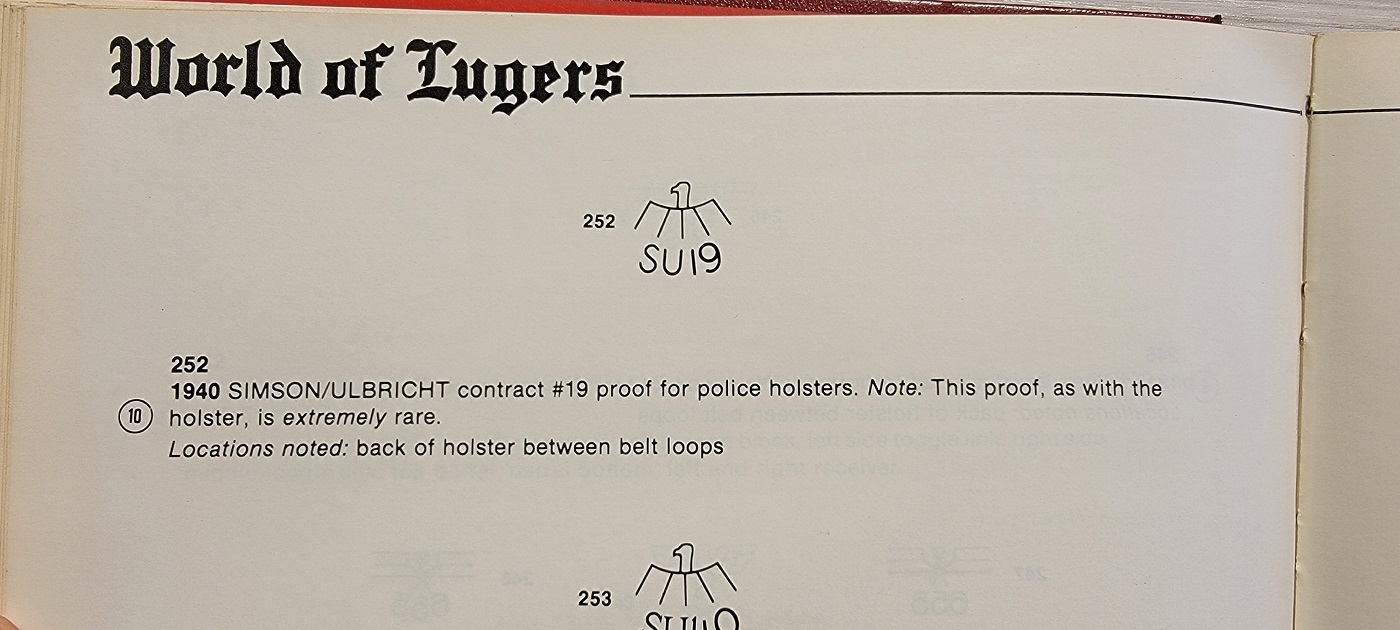 World of Lugers
252
SU19
252
1940 SIMSON/ULBRICHT contract #19 proof for police holsters. Note: This proof, as with the
10 holster, is extremely rare.
Locations noted: back of holster between belt loops
253